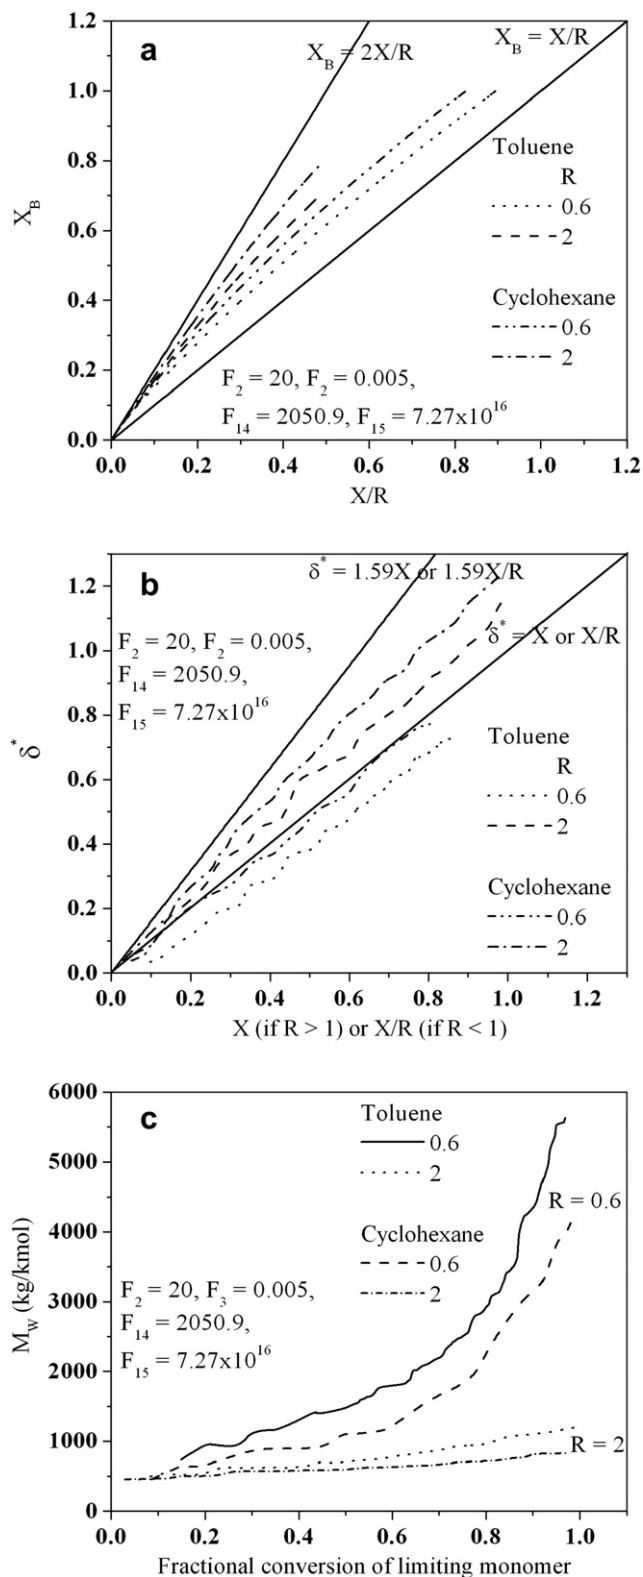 a
X_B = 2X/R
X_B = X/R
1.2
1.0
0.8
0.6
0.4
0.2
0.0
X_B
Toluene
R
0.6
2
Cyclohexane
0.6
2
F_2 = 20, F_2 = 0.005,
F_14 = 2050.9, F_15 = 7.27x10^16
0.0 0.2 0.4 0.6 0.8 1.0 1.2
X/R
b
δ* = 1.59X or 1.59X/R
δ* = X or X/R
F_2 = 20, F_2 = 0.005,
F_14 = 2050.9,
F_15 = 7.27x10^16
1.2
1.0
0.8
0.6
0.4
0.2
0.0
δ*
Toluene
R
0.6
2
Cyclohexane
0.6
2
0.0 0.2 0.4 0.6 0.8 1.0 1.2
X (if R > 1) or X/R (if R < 1)
c
6000
5000
4000
3000
2000
1000
0
M_W (kg/kmol)
Toluene
0.6
2
Cyclohexane
0.6
2
R = 0.6
F_2 = 20, F_3 = 0.005,
F_14 = 2050.9,
F_15 = 7.27x10^16
R = 2
0.0 0.2 0.4 0.6 0.8 1.0
Fractional conversion of limiting monomer